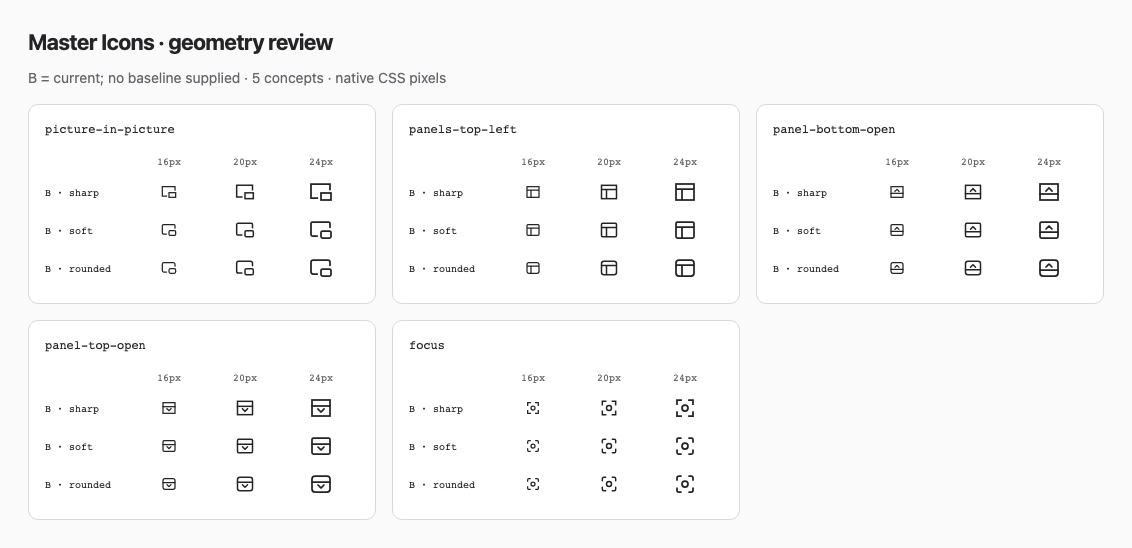 Master Icons · geometry review
B = current; no baseline supplied · 5 concepts · native CSS pixels
picture-in-picture
16px 20px 24px
B · sharp
B · soft
B · rounded
panels-top-left
16px 20px 24px
B · sharp
B · soft
B · rounded
panel-bottom-open
16px 20px 24px
B · sharp
B · soft
B · rounded
panel-top-open
16px 20px 24px
B · sharp
B · soft
B · rounded
focus
16px 20px 24px
B · sharp
B · soft
B · rounded